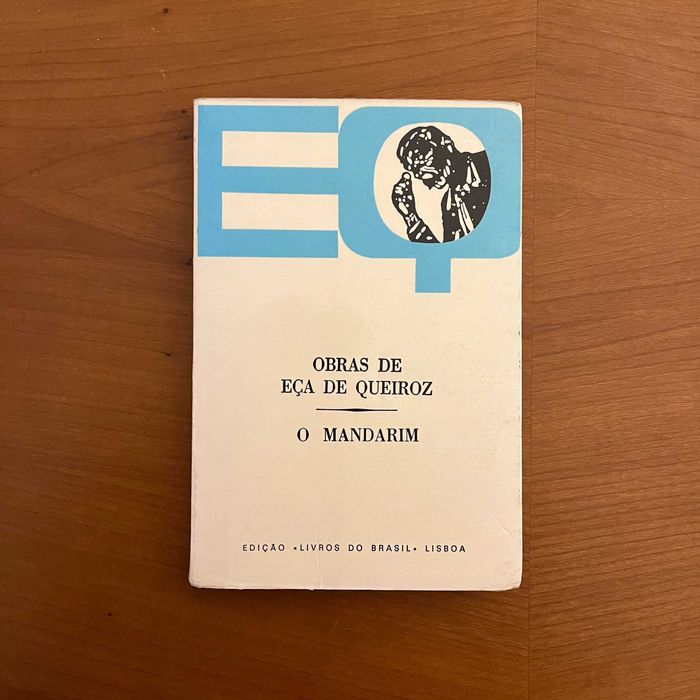 EQ
OBRAS DE
EÇA DE QUEIROZ
O MANDARIM
EDIÇÃO «LIVROS DO BRASIL» LISBOA